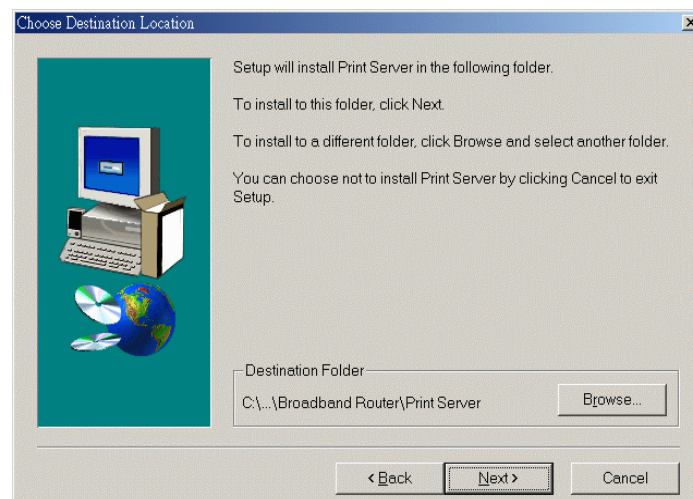 Choose Destination Location
Setup will install Print Server in the following folder.
To install to this folder, click Next.
To install to a different folder, click Browse and select another folder.
You can choose not to install Print Server by clicking Cancel to exit
Setup.
Destination Folder
C:\...\Broadband Router\Print Server
Browse...
< Back
Next >
Cancel